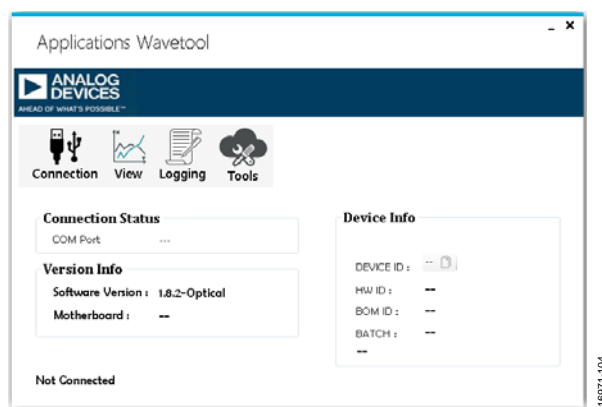 Applications Wavetool
ANALOG
DEVICES
AHEAD OF WHAT'S POSSIBLE™
Connection View Logging Tools
Connection Status
COM Port ---
Version Info
Software Version : 1.8.2-Optical
Motherboard : --
Device Info
DEVICE ID : --
HW ID : --
BOM ID : --
BATCH : --
--
Not Connected
16971-104